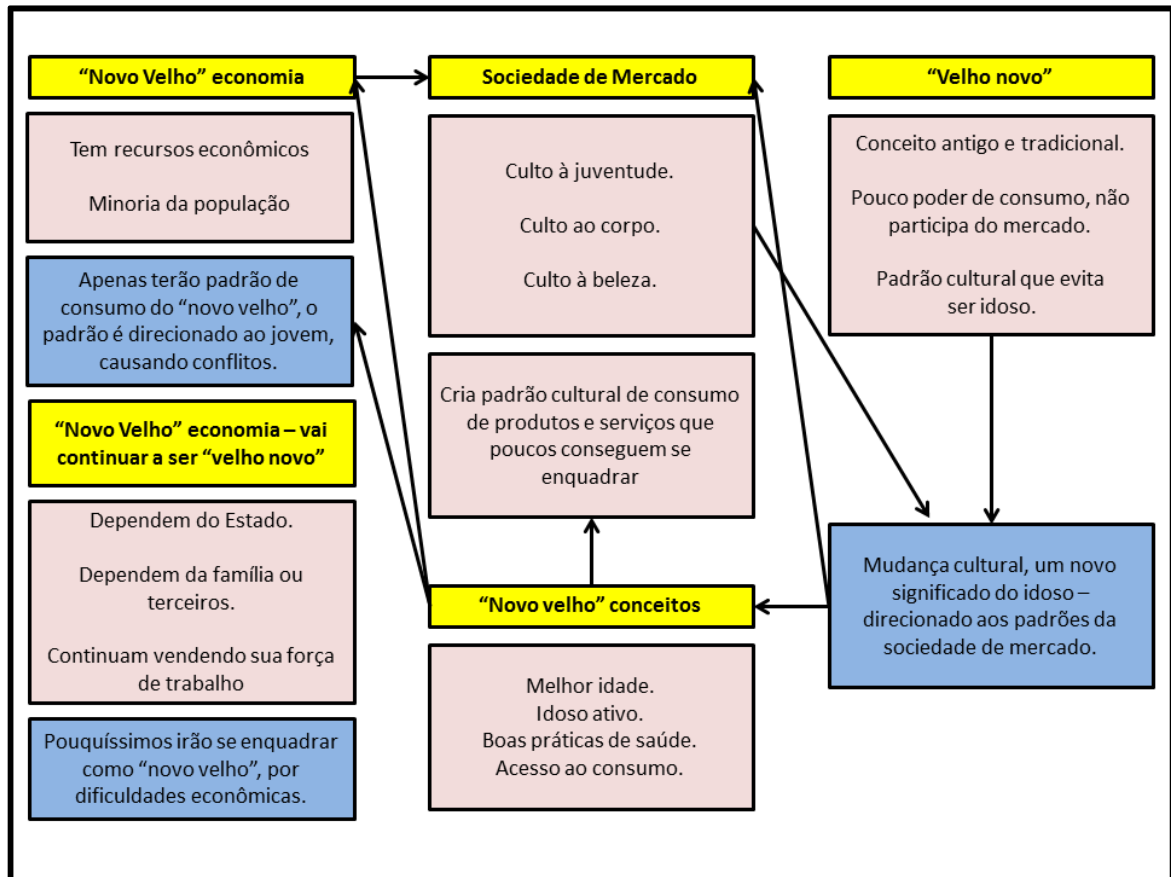 “Novo Velho” economia
Tem recursos econômicos
Minoria da população
Apenas terão padrão de
consumo do “novo velho”, o
padrão é direcionado ao jovem,
causando conflitos.
“Novo Velho” economia – vai
continuar a ser “velho novo”
Dependem do Estado.
Dependem da família ou
terceiros.
Continuam vendendo sua força
de trabalho
Pouquíssimos irão se enquadrar
como “novo velho”, por
dificuldades econômicas.
Sociedade de Mercado
Culto à juventude.
Culto ao corpo.
Culto à beleza.
Cria padrão cultural de consumo
de produtos e serviços que
poucos conseguem se
enquadrar
“Novo velho” conceitos
Melhor idade.
Idoso ativo.
Boas práticas de saúde.
Acesso ao consumo.
“Velho novo”
Conceito antigo e tradicional.
Pouco poder de consumo, não
participa do mercado.
Padrão cultural que evita
ser idoso.
Mudança cultural, um novo
significado do idoso –
direcionado aos padrões da
sociedade de mercado.